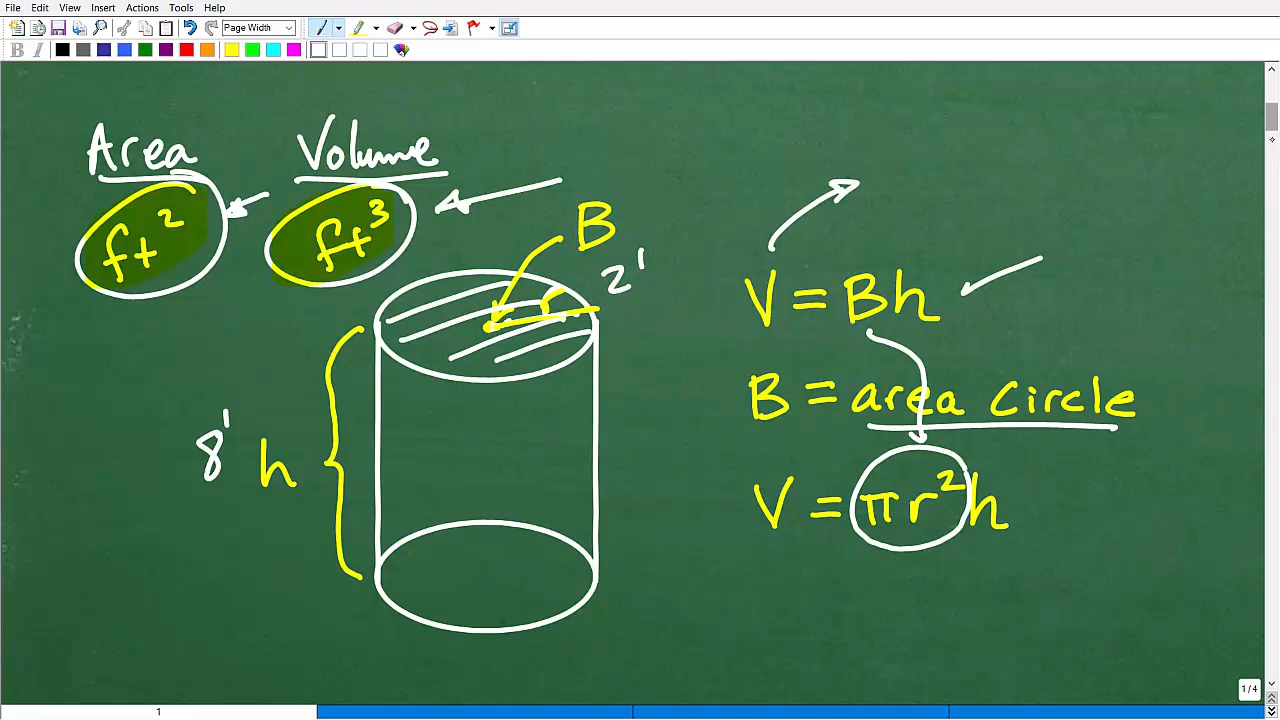 File Edit View Insert Actions Tools Help
Page Width
B I
Area Volume
ft² ft³
B
2'
r
8' h
V = Bh
B = area circle
V = πr²h
1/4
1